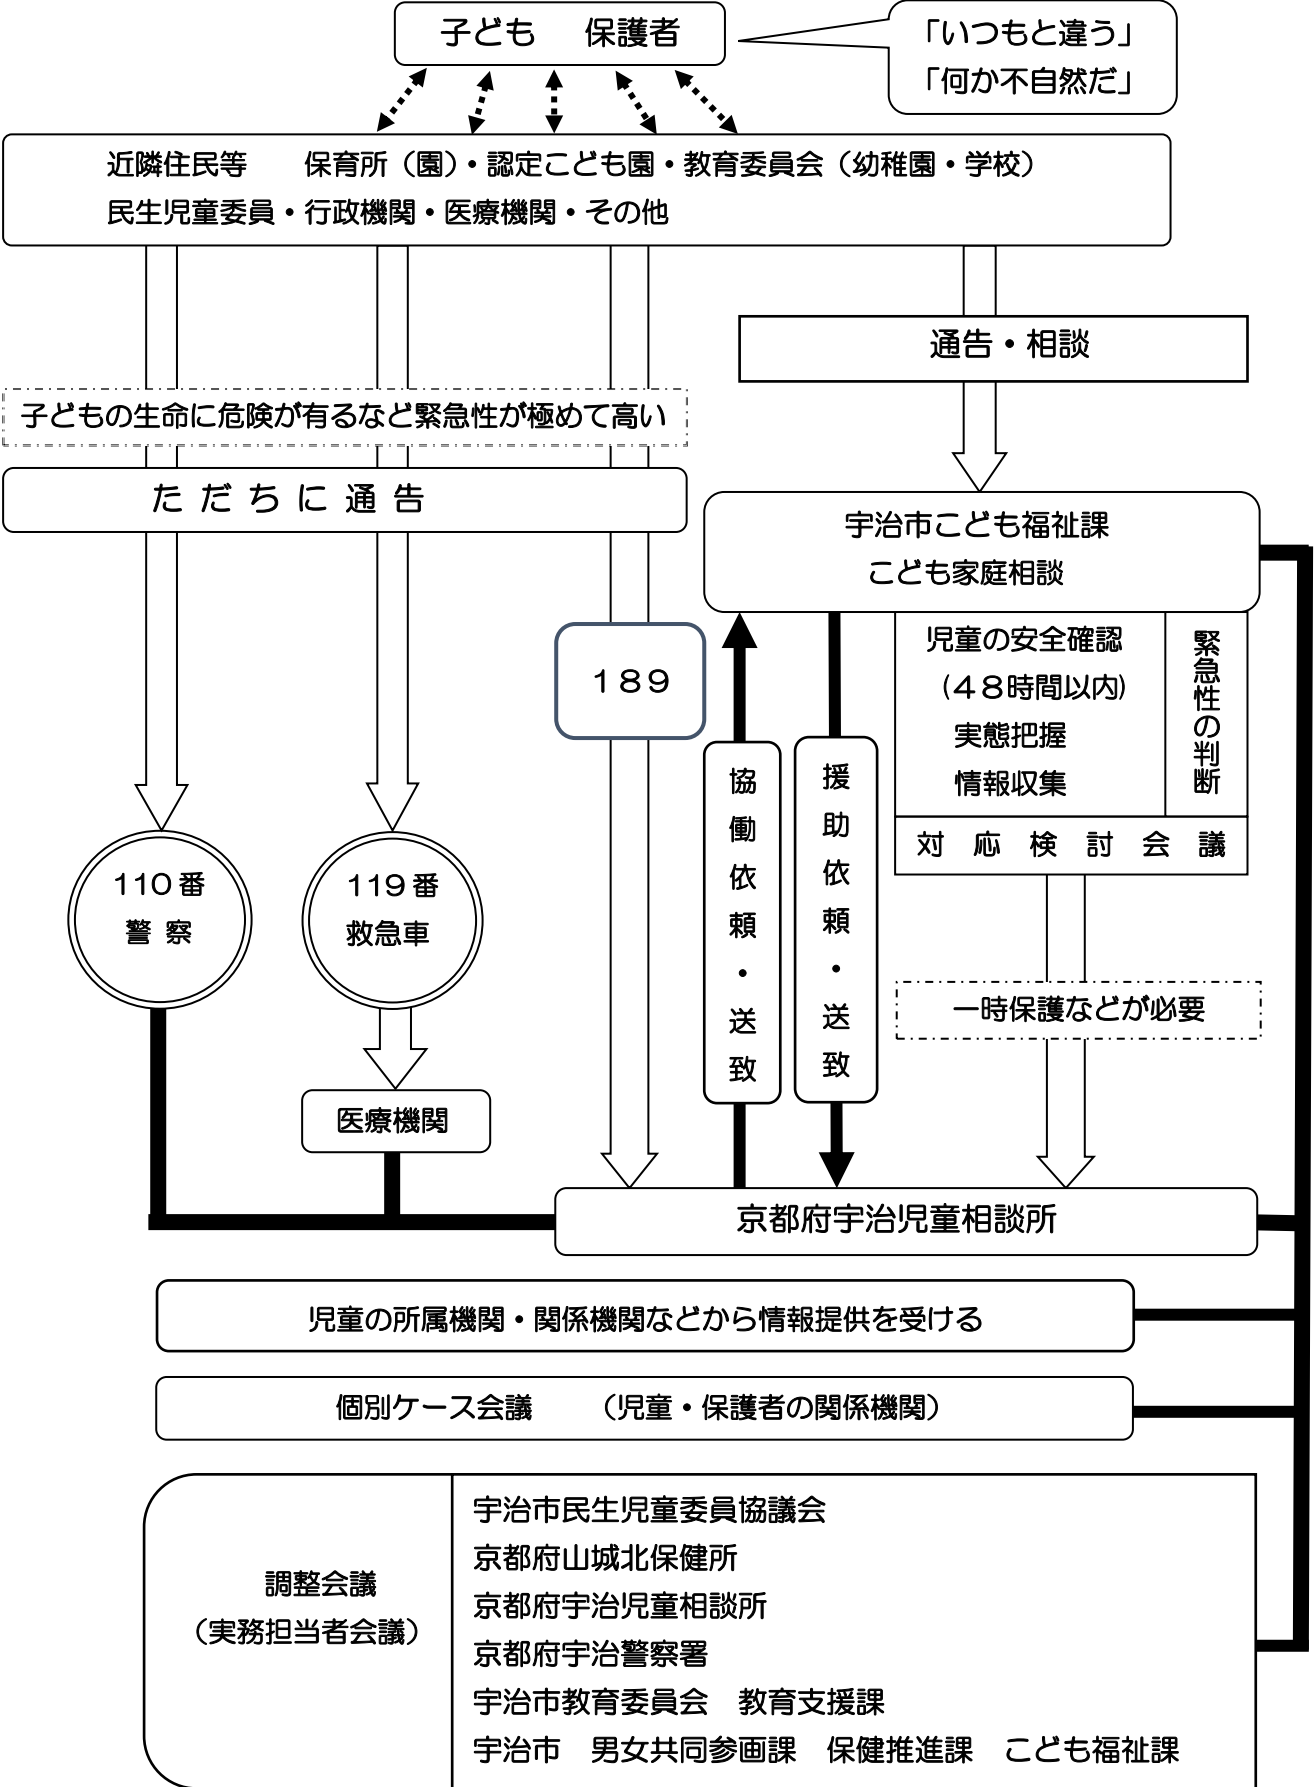 子ども　保護者
「いつもと違う」
「何か不自然だ」
近隣住民等　　保育所（園）・認定こども園・教育委員会（幼稚園・学校）
民生児童委員・行政機関・医療機関・その他
通告・相談
子どもの生命に危険が有るなど緊急性が極めて高い
ただちに通告
宇治市こども福祉課
こども家庭相談
児童の安全確認
（４８時間以内）
実態把握
情報収集
緊急性の判断
対応検討会議
１８９
協働依頼・送致
援助依頼・送致
110番
警察
119番
救急車
一時保護などが必要
医療機関
京都府宇治児童相談所
児童の所属機関・関係機関などから情報提供を受ける
個別ケース会議　　（児童・保護者の関係機関）
調整会議
（実務担当者会議）
宇治市民生児童委員協議会
京都府山城北保健所
京都府宇治児童相談所
京都府宇治警察署
宇治市教育委員会　教育支援課
宇治市　男女共同参画課　保健推進課　こども福祉課